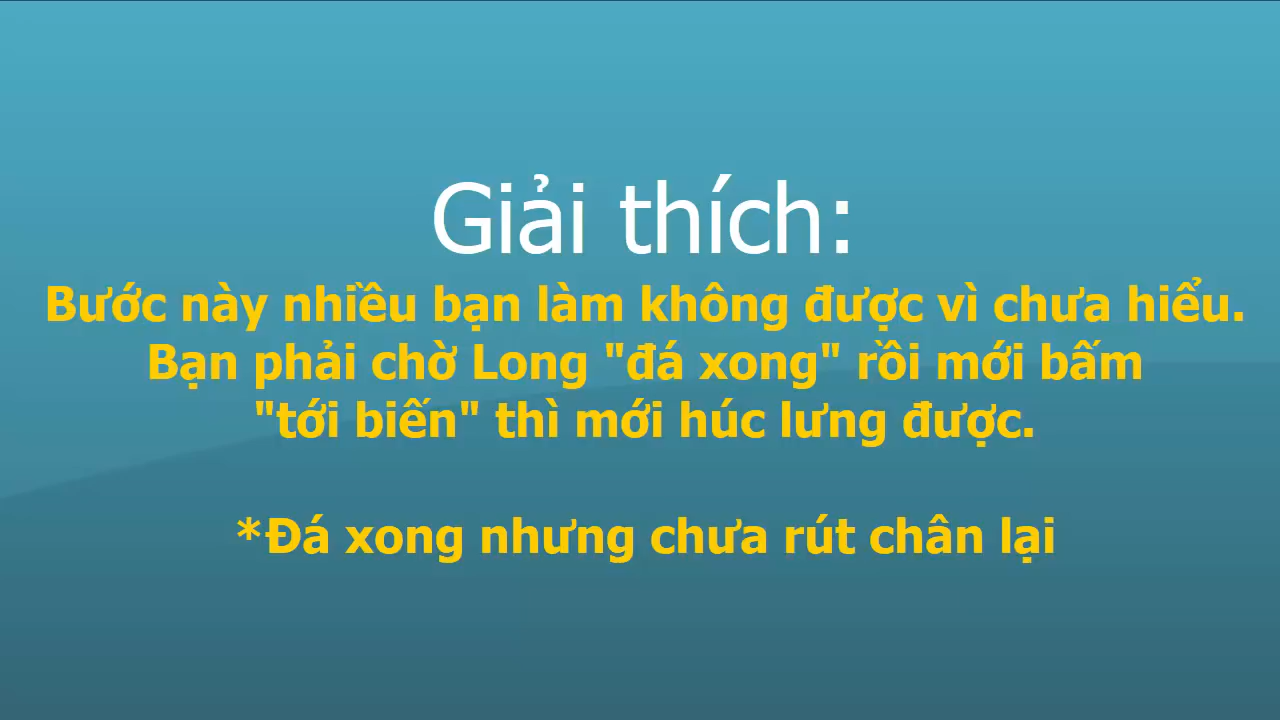 Giải thích:
Bước này nhiều bạn làm không được vì chưa hiểu.
Bạn phải chờ Long "đá xong" rồi mới bấm
"tới biến" thì mới húc lưng được.
*Đá xong nhưng chưa rút chân lại